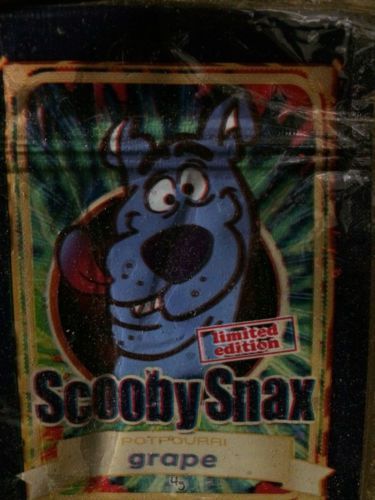 limited
edition
Scooby Snax
POTPOURRI
grape